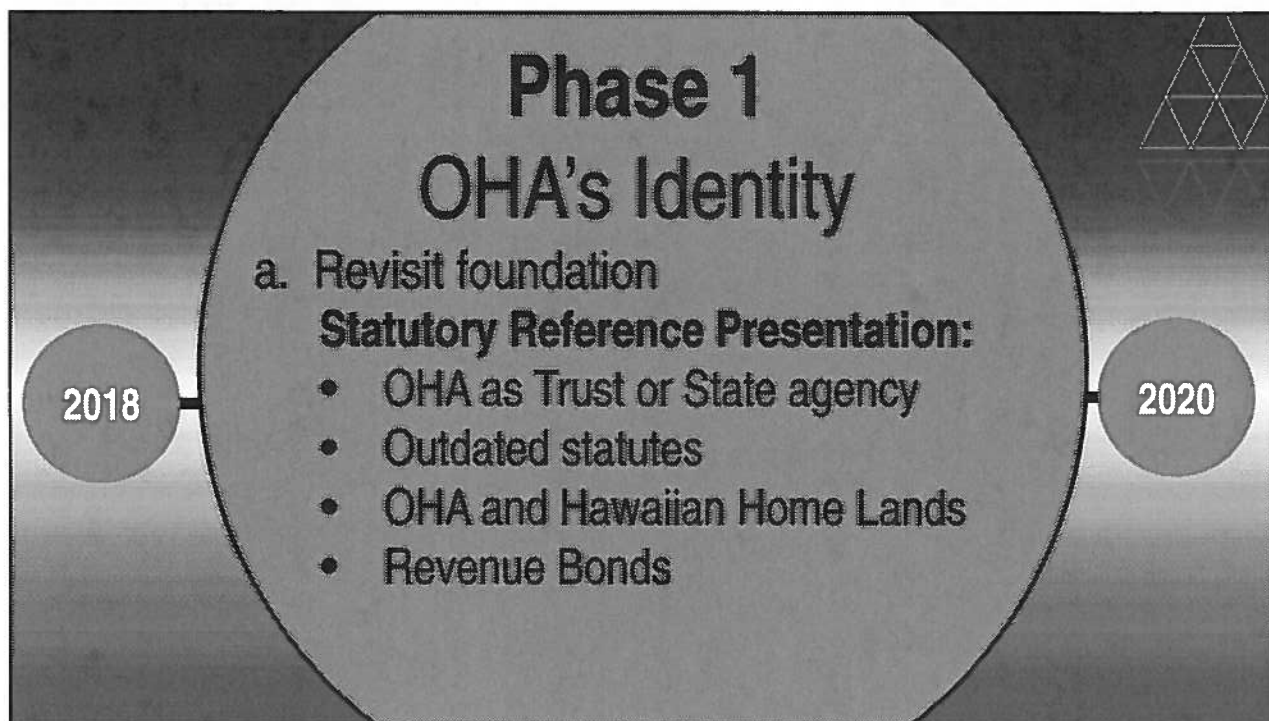 Phase 1
OHA's Identity
a. Revisit foundation
Statutory Reference Presentation:
• OHA as Trust or State agency
• Outdated statutes
• OHA and Hawaiian Home Lands
• Revenue Bonds
2018
2020